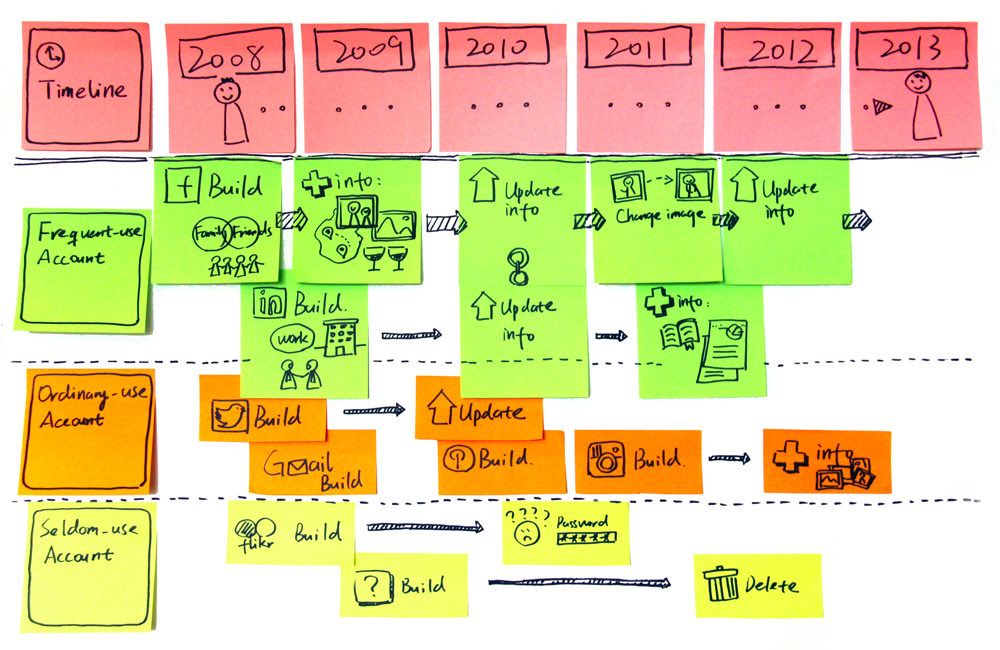 Timeline
2008
2009
2010
2011
2012
2013
Frequent-use
Account
f Build
Family Friends
info:
Update
info
Change image
Update
info
in Build.
work
Update
info
info:
Ordinary-use
Account
Build
Update
GMail
Build
P Build.
Build.
info
Seldom-use
Account
flikr Build
? ? ? ?
Password
? Build
Delete